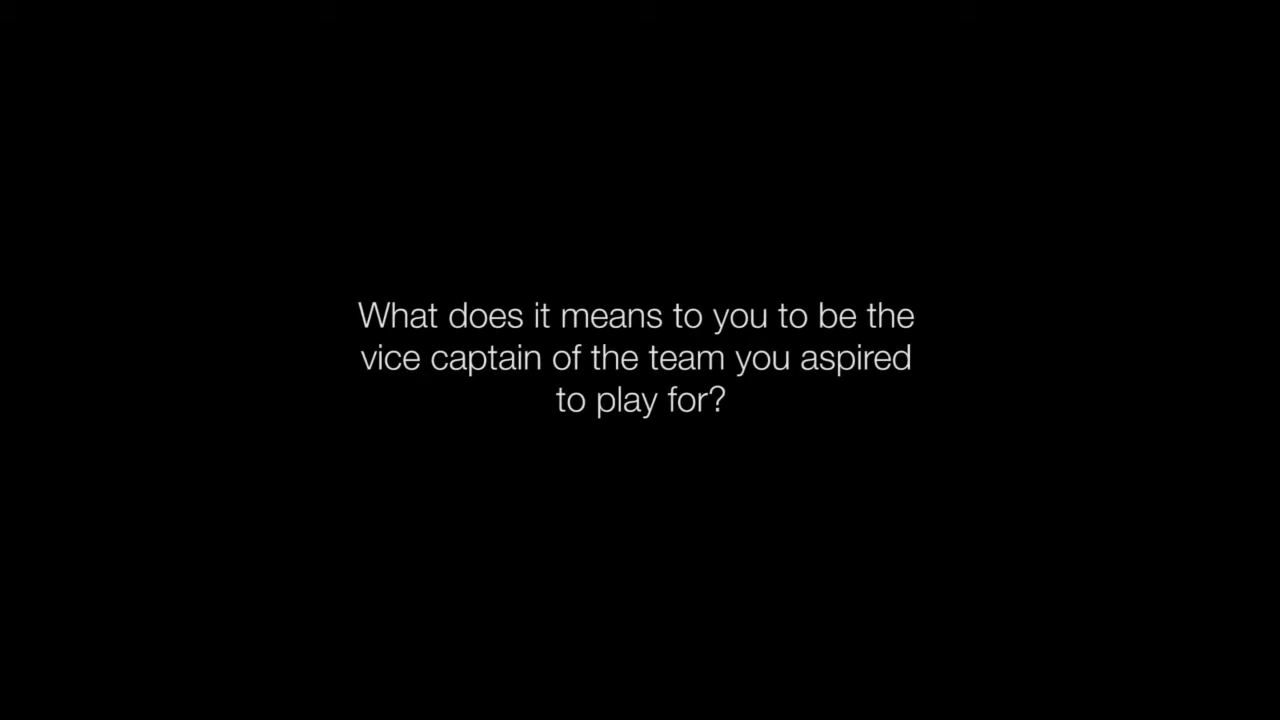 What does it means to you to be the
vice captain of the team you aspired
to play for?